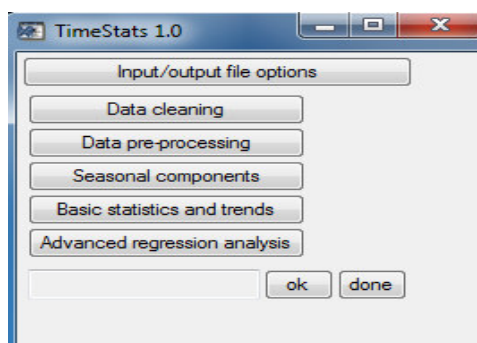 TimeStats 1.0
Input/output file options
Data cleaning
Data pre-processing
Seasonal components
Basic statistics and trends
Advanced regression analysis
ok done